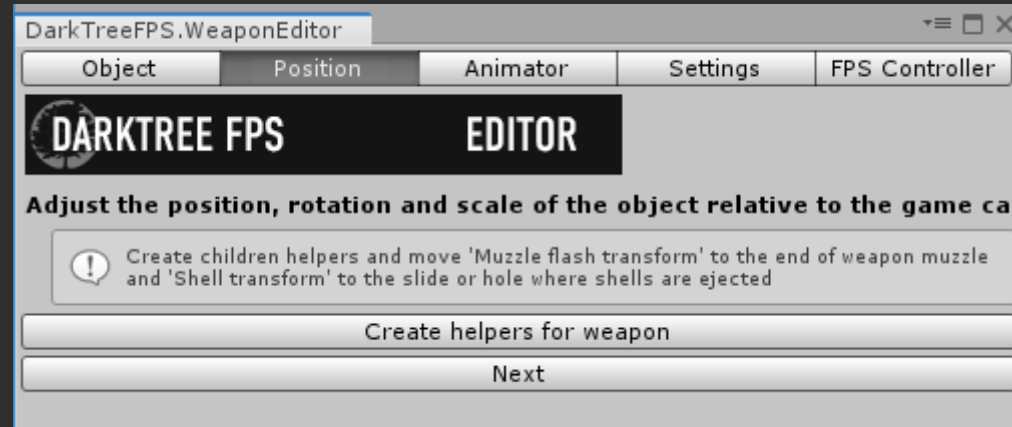 DarkTreeFPS.WeaponEditor
Object Position Animator Settings FPS Controller
DARKTREE FPS EDITOR
Adjust the position, rotation and scale of the object relative to the game ca
Create children helpers and move 'Muzzle flash transform' to the end of weapon muzzle
and 'Shell transform' to the slide or hole where shells are ejected
Create helpers for weapon
Next